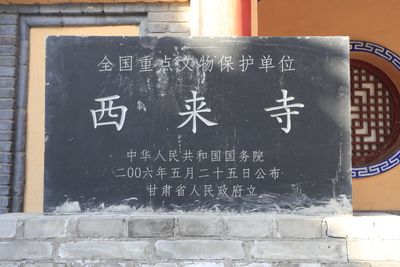 全国重点文物保护单位
西来寺
中华人民共和国国务院
二00六年五月二十五日公布
甘肃省人民政府立